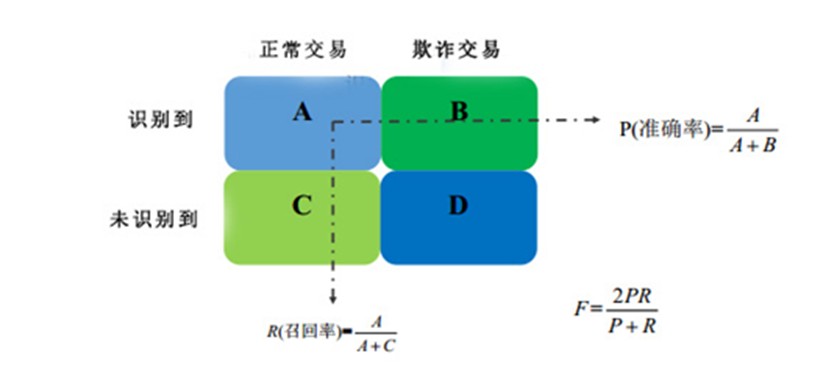 正常交易 欺诈交易
识别到 A B P(准确率)=A/(A+B)
未识别到 C D
R(召回率)=A/(A+C)
F=2PR/(P+R)